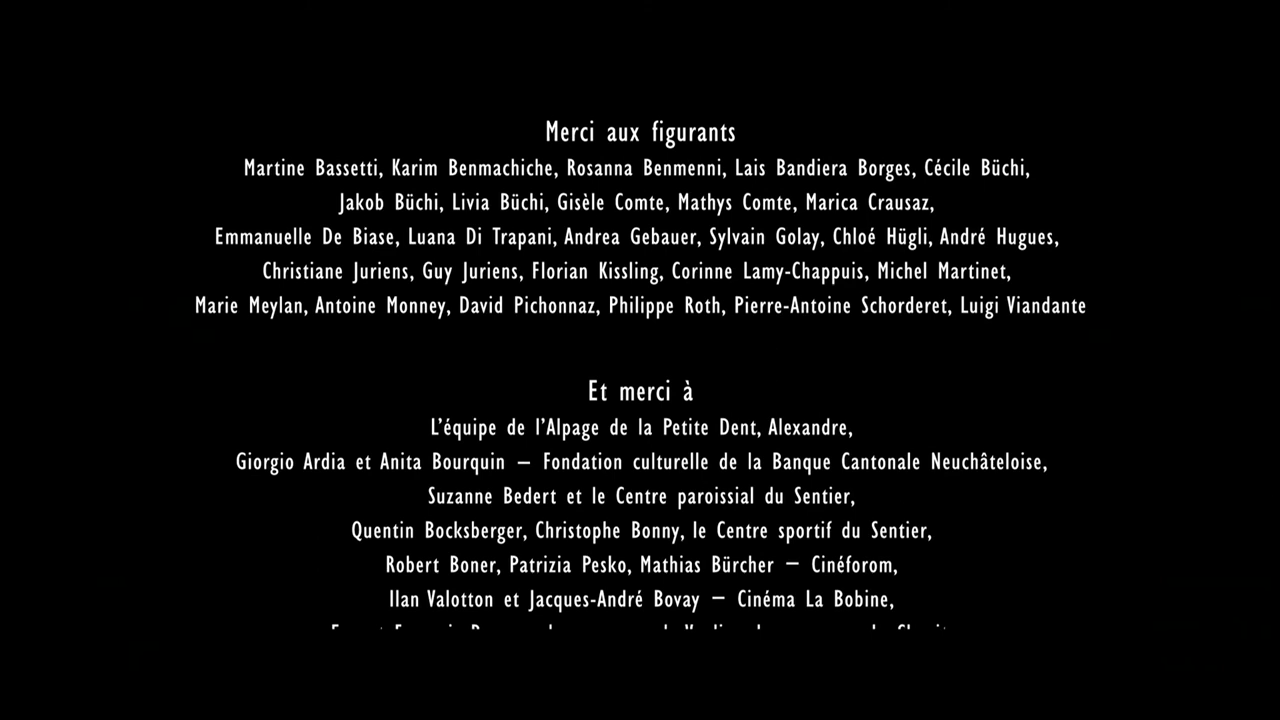 Merci aux figurants
Martine Bassetti, Karim Benmachiche, Rosanna Benmenni, Lais Bandiera Borges, Cécile Büchi,
Jakob Büchi, Livia Büchi, Gisèle Comte, Mathys Comte, Marica Crausaz,
Emmanuelle De Biase, Luana Di Trapani, Andrea Gebauer, Sylvain Golay, Chloé Hügli, André Hugues,
Christiane Juriens, Guy Juriens, Florian Kissling, Corinne Lamy-Chappuis, Michel Martinet,
Marie Meylan, Antoine Monney, David Pichonnaz, Philippe Roth, Pierre-Antoine Schorderet, Luigi Viandante
Et merci à
L’équipe de l’Alpage de la Petite Dent, Alexandre,
Giorgio Ardia et Anita Bourquin – Fondation culturelle de la Banque Cantonale Neuchâteloise,
Suzanne Bedert et le Centre paroissial du Sentier,
Quentin Bocksberger, Christophe Bonny, le Centre sportif du Sentier,
Robert Boner, Patrizia Pesko, Mathias Bürcher – Cinéforom,
Ilan Valotton et Jacques-André Bovay – Cinéma La Bobine,